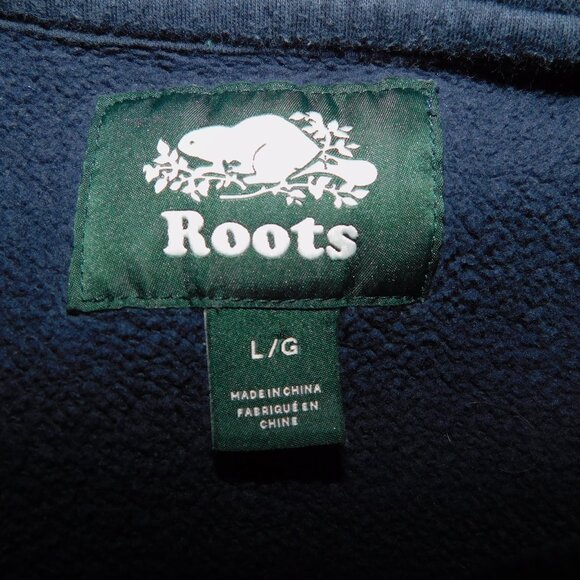 Roots
L/G
MADE IN CHINA
FABRIQUÉ EN
CHINE